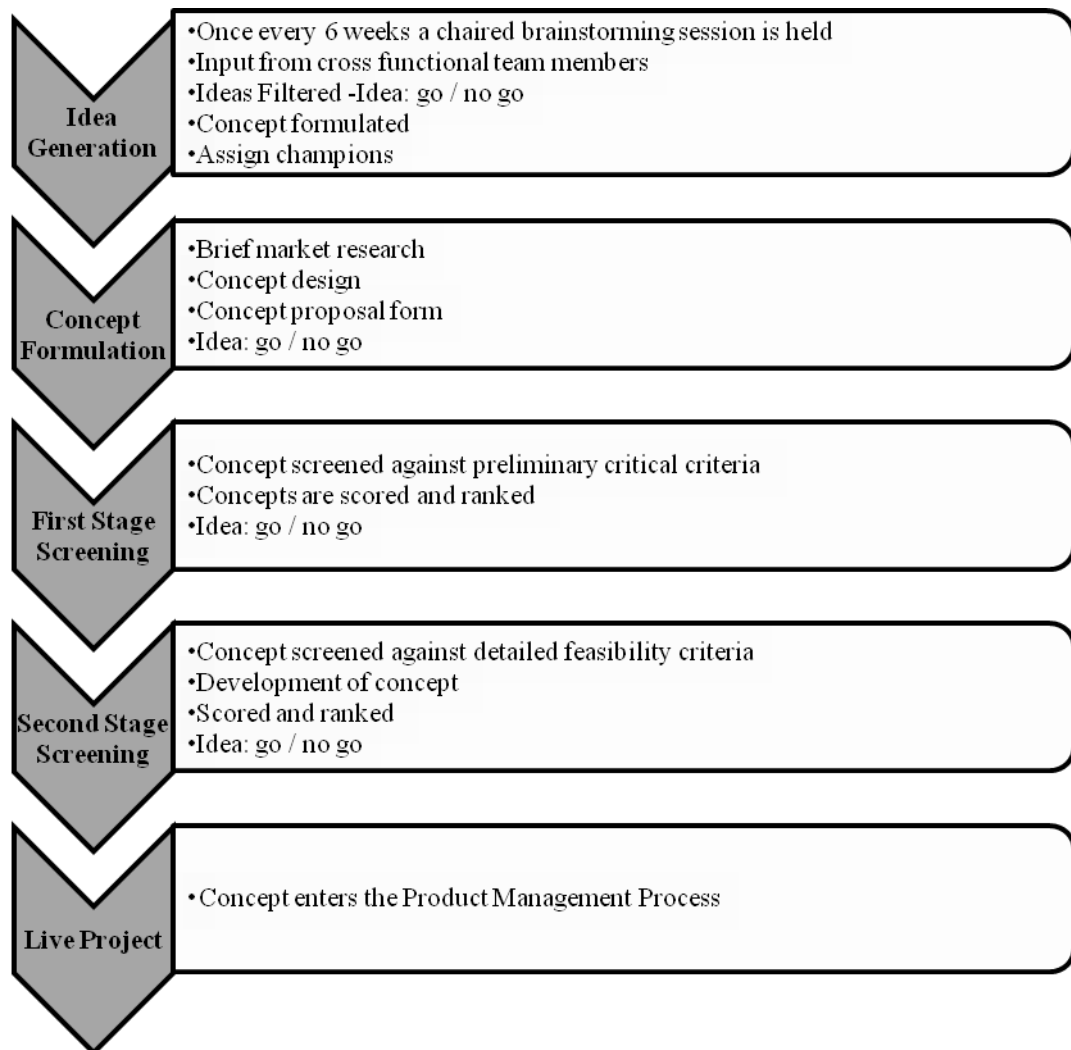 Idea
Generation
•Once every 6 weeks a chaired brainstorming session is held
•Input from cross functional team members
•Ideas Filtered -Idea: go / no go
•Concept formulated
•Assign champions
Concept
Formulation
•Brief market research
•Concept design
•Concept proposal form
•Idea: go / no go
First Stage
Screening
•Concept screened against preliminary critical criteria
•Concepts are scored and ranked
•Idea: go / no go
Second Stage
Screening
•Concept screened against detailed feasibility criteria
•Development of concept
•Scored and ranked
•Idea: go / no go
Live Project
•Concept enters the Product Management Process